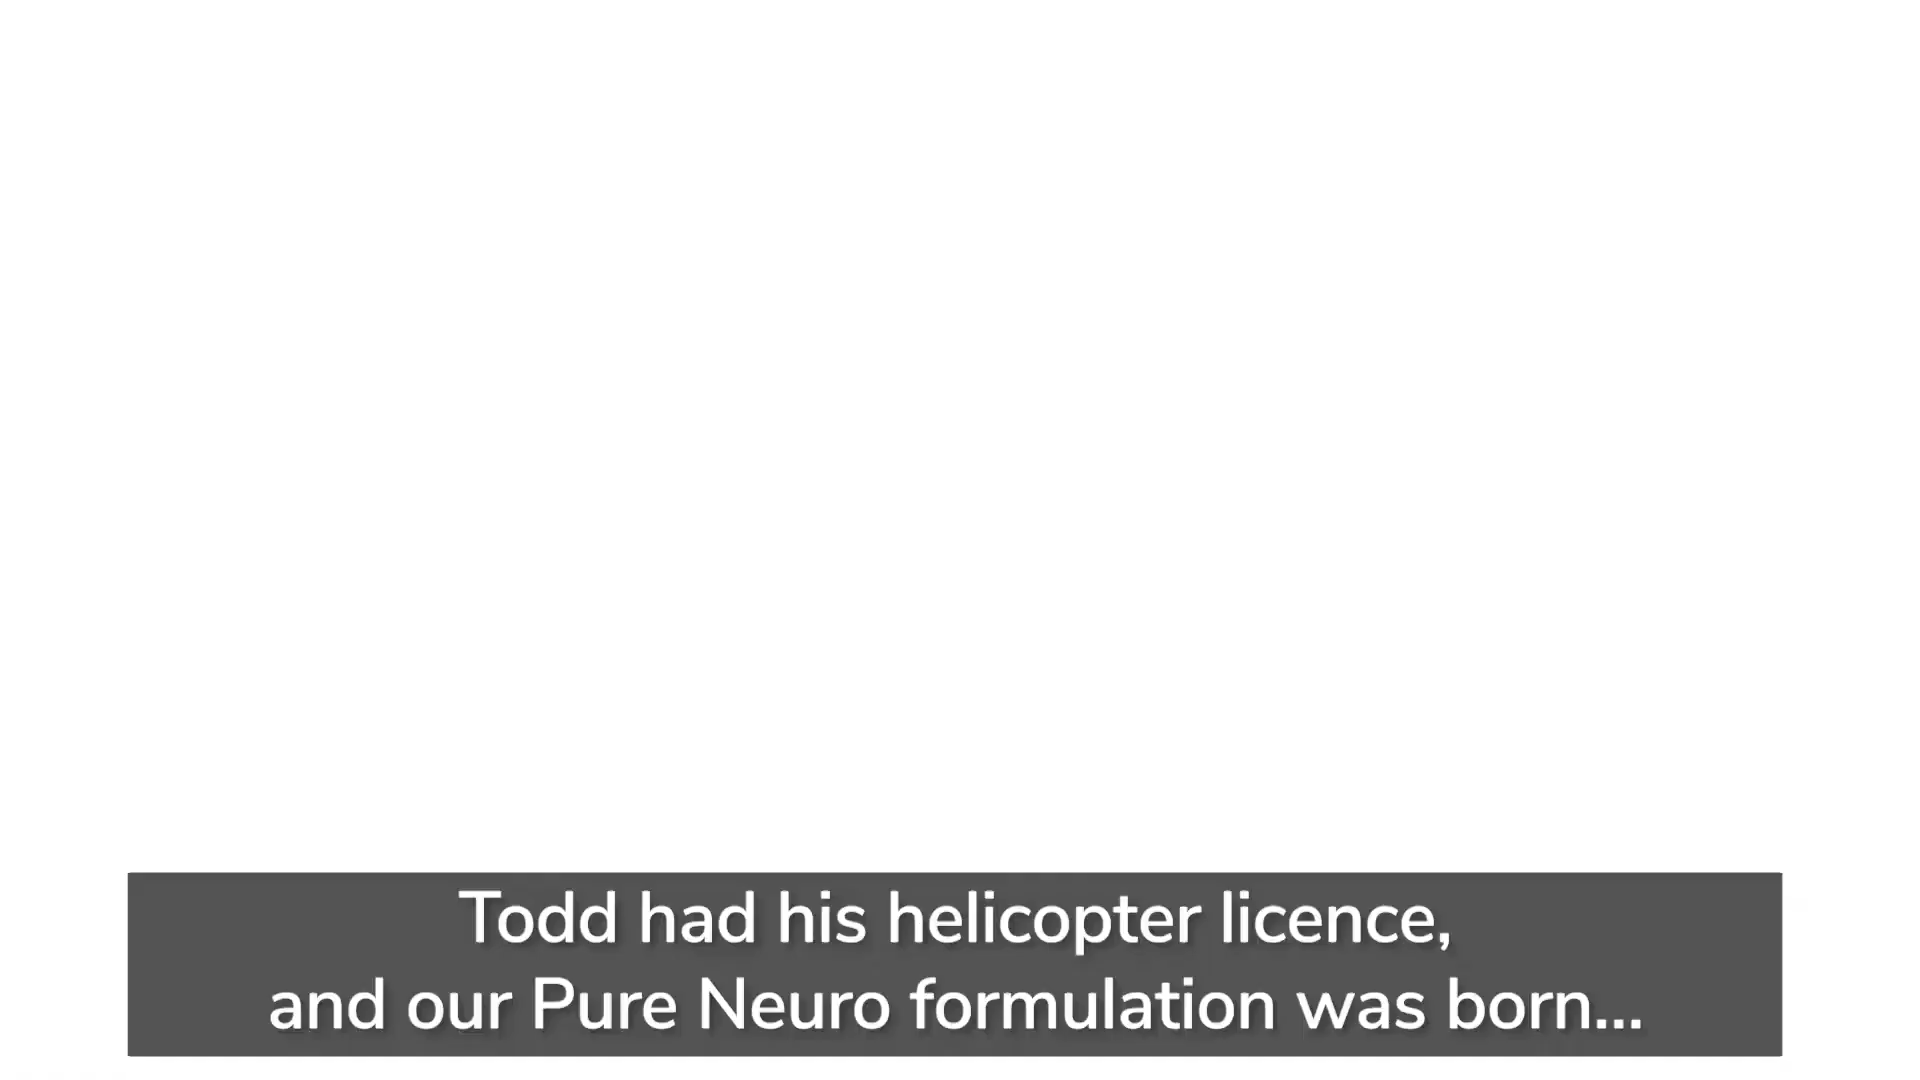 Todd had his helicopter licence,
and our Pure Neuro formulation was born...